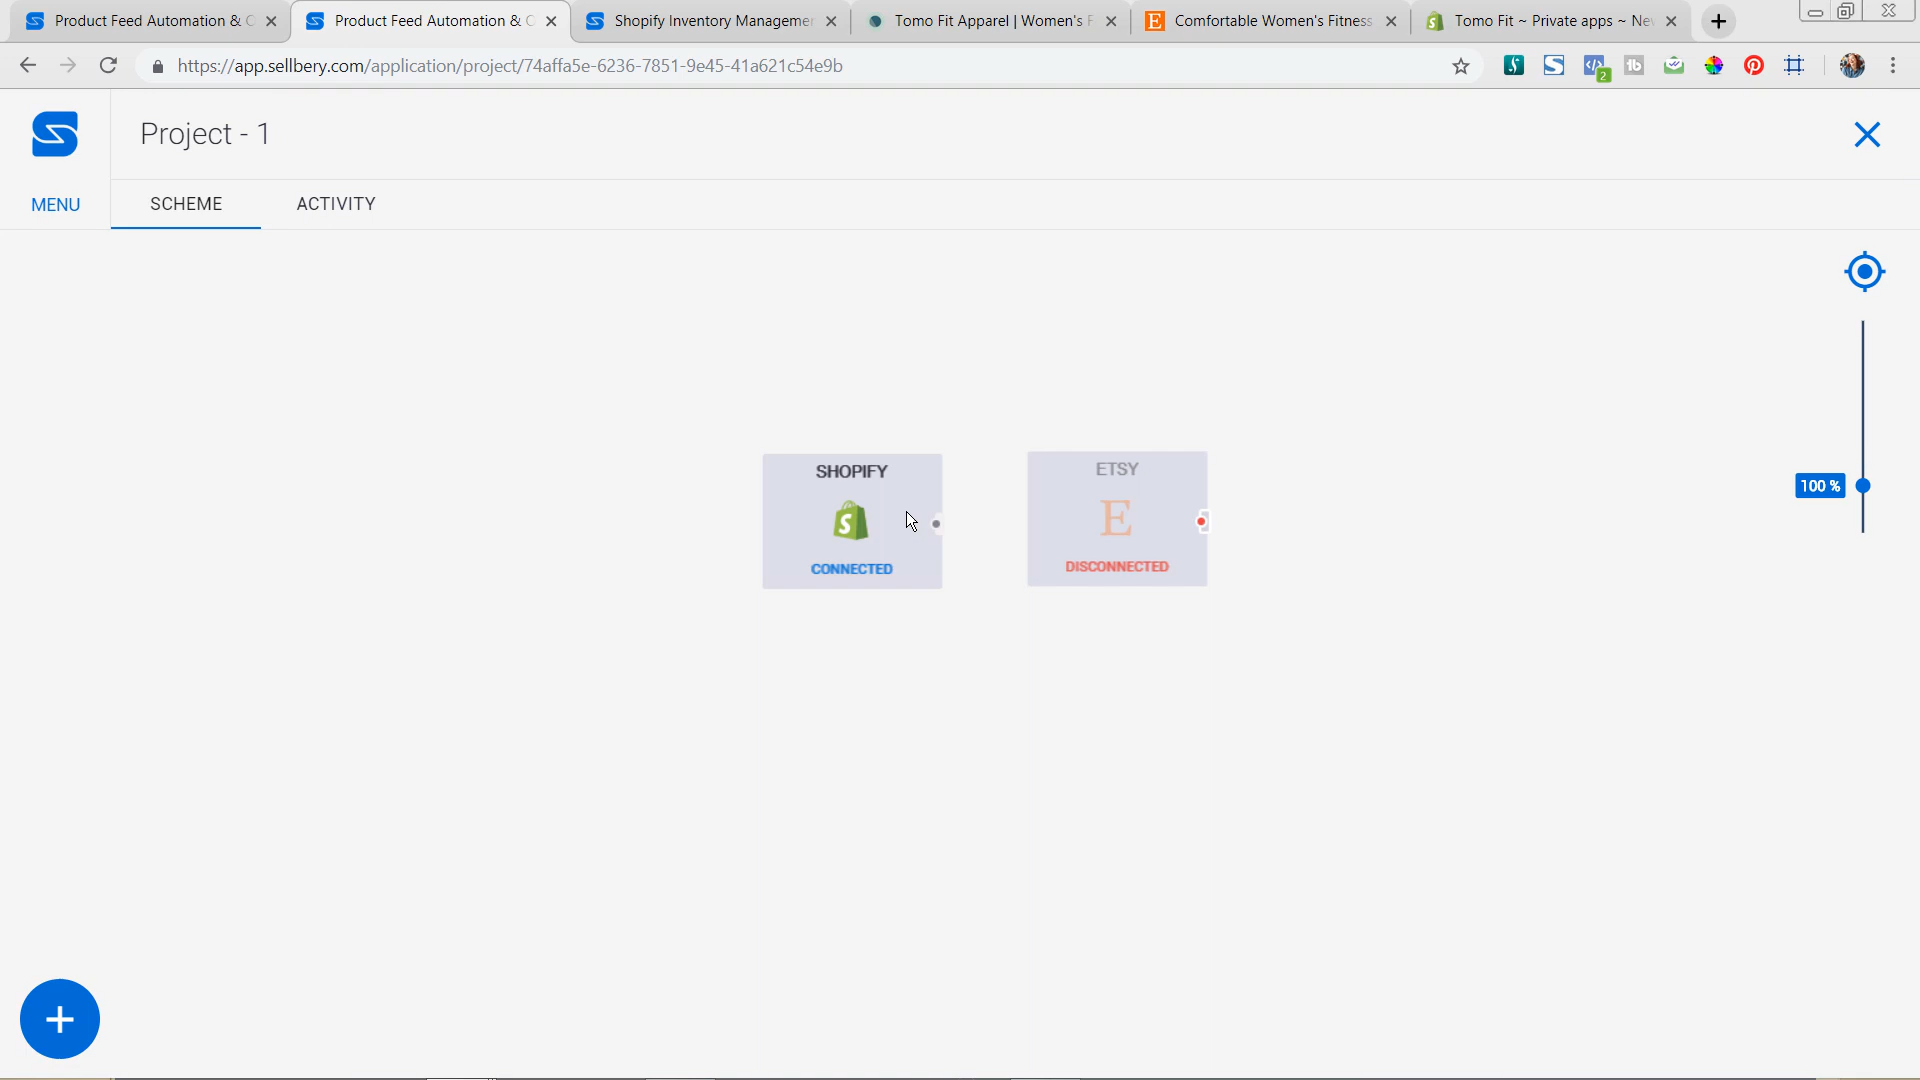 Product Feed Automation & C
Product Feed Automation & C
Shopify Inventory Managemer
Tomo Fit Apparel | Women's F
Comfortable Women's Fitness
Tomo Fit ~ Private apps ~ Ne
https://app.sellbery.com/application/project/74affa5e-6236-7851-9e45-41a621c54e9b
2
Project - 1
MENU
SCHEME
ACTIVITY
SHOPIFY
CONNECTED
ETSY
E
DISCONNECTED
100 %